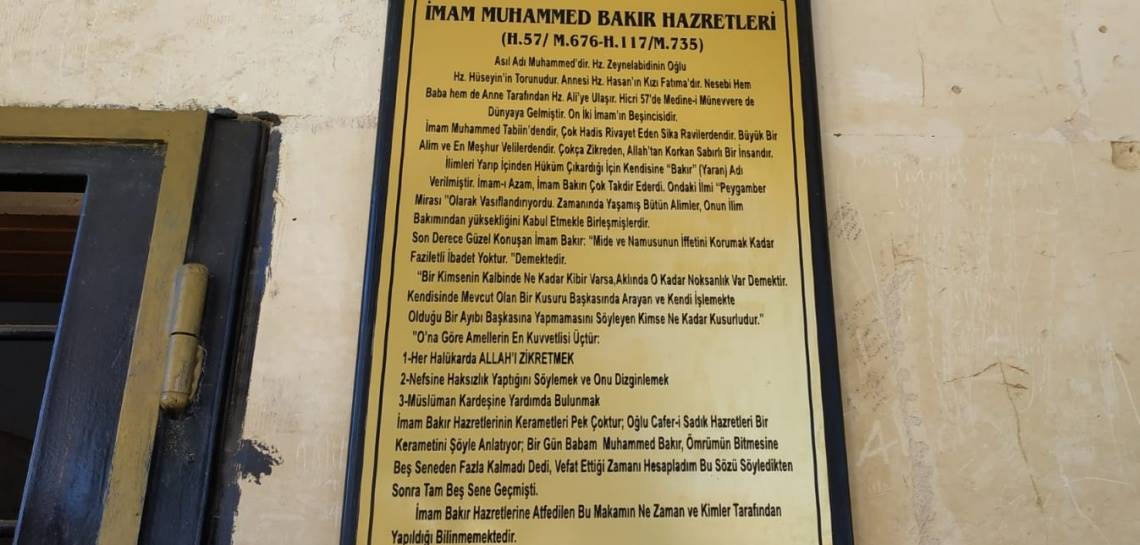 İMAM MUHAMMED BAKIR HAZRETLERİ
(H.57/ M.676-H.117/M.735)
Asıl Adı Muhammed'dir. Hz. Zeynelabidinin Oğlu
Hz. Hüseyin'in Torunudur. Annesi Hz. Hasan'ın Kızı Fatıma'dır. Nesebi Hem
Baba hem de Anne Tarafından Hz. Ali'ye Ulaşır. Hicri 57'de Medine-i Münevvere de
Dünyaya Gelmiştir. On İki İmam'ın Beşincisidir.
İmam Muhammed Tabiin'dendir, Çok Hadis Rivayet Eden Sika Ravilerdendir. Büyük Bir
Alim ve En Meşhur Velilerdendir. Çokça Zikreden, Allah'tan Korkan Sabırlı Bir İnsandır.
İlimleri Yarıp İçinden Hüküm Çıkardığı İçin Kendisine "Bakır" (Yaran) Adı
Verilmiştir. İmam-ı Azam, İmam Bakırı Çok Takdir Ederdi. Ondaki İlmi "Peygamber
Mirası "Olarak Vasıflandırıyordu. Zamanında Yaşamış Bütün Alimler, Onun İlim
Bakımından yüksekliğini Kabul Etmekle Birleşmişlerdir.
Son Derece Güzel Konuşan İmam Bakır: "Mide ve Namusunun İffetini Korumak Kadar
Faziletli İbadet Yoktur. "Demektedir.
"Bir Kimsenin Kalbinde Ne Kadar Kibir Varsa,Aklında O Kadar Noksanlık Var Demektir.
Kendisinde Mevcut Olan Bir Kusuru Başkasında Arayan ve Kendi İşlemekte
Olduğu Bir Ayıbı Başkasına Yapmamasını Söyleyen Kimse Ne Kadar Kusurludur."
"O'na Göre Amellerin En Kuvvetlisi Üçtür:
1-Her Halükarda ALLAH'I ZİKRETMEK
2-Nefsine Haksızlık Yaptığını Söylemek ve Onu Dizginlemek
3-Müslüman Kardeşine Yardımda Bulunmak
İmam Bakır Hazretlerinin Kerametleri Pek Çoktur; Oğlu Cafer-i Sadık Hazretleri Bir
Kerametini Şöyle Anlatıyor; Bir Gün Babam Muhammed Bakır, Ömrümün Bitmesine
Beş Seneden Fazla Kalmadı Dedi, Vefat Ettiği Zamanı Hesapladım Bu Sözü Söyledikten
Sonra Tam Beş Sene Geçmişti.
İmam Bakır Hazretlerine Atfedilen Bu Makamın Ne Zaman ve Kimler Tarafından
Yapıldığı Bilinmemektedir.